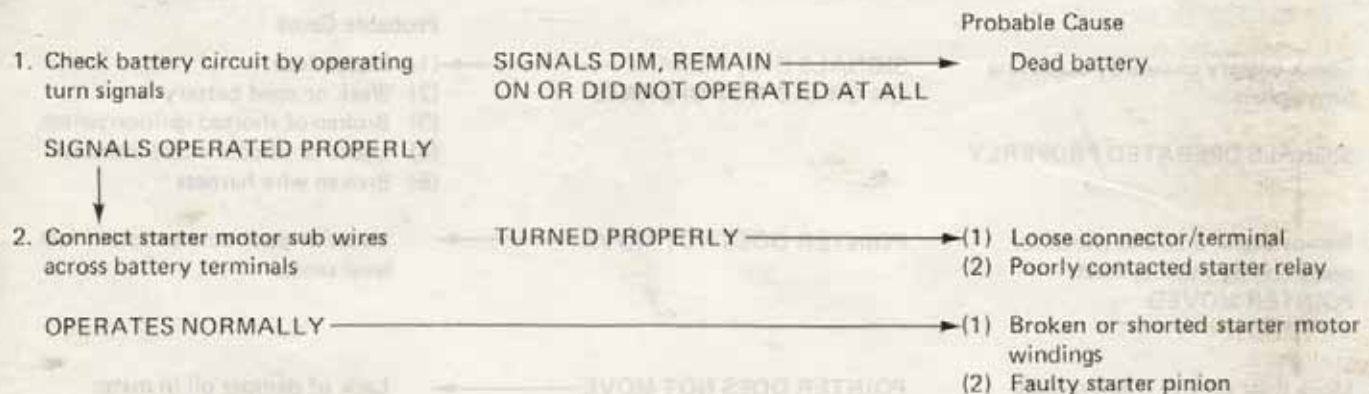 Probable Cause
1. Check battery circuit by operating
turn signals
SIGNALS DIM, REMAIN
ON OR DID NOT OPERATED AT ALL
Dead battery
SIGNALS OPERATED PROPERLY
2. Connect starter motor sub wires
across battery terminals
TURNED PROPERLY
(1) Loose connector/terminal
(2) Poorly contacted starter relay
OPERATES NORMALLY
(1) Broken or shorted starter motor
windings
(2) Faulty starter pinion